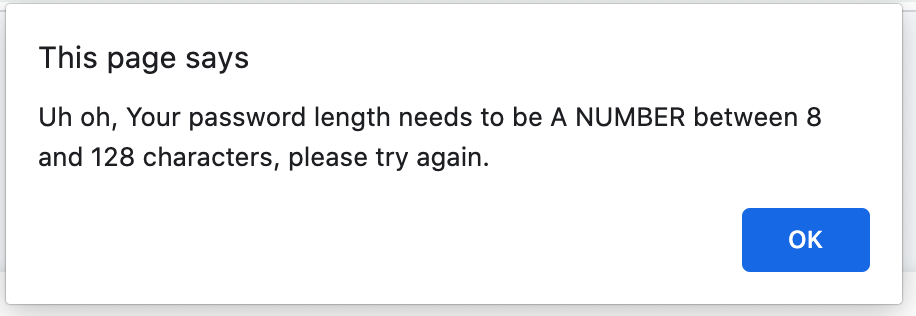 This page says
Uh oh, Your password length needs to be A NUMBER between 8
and 128 characters, please try again.
OK